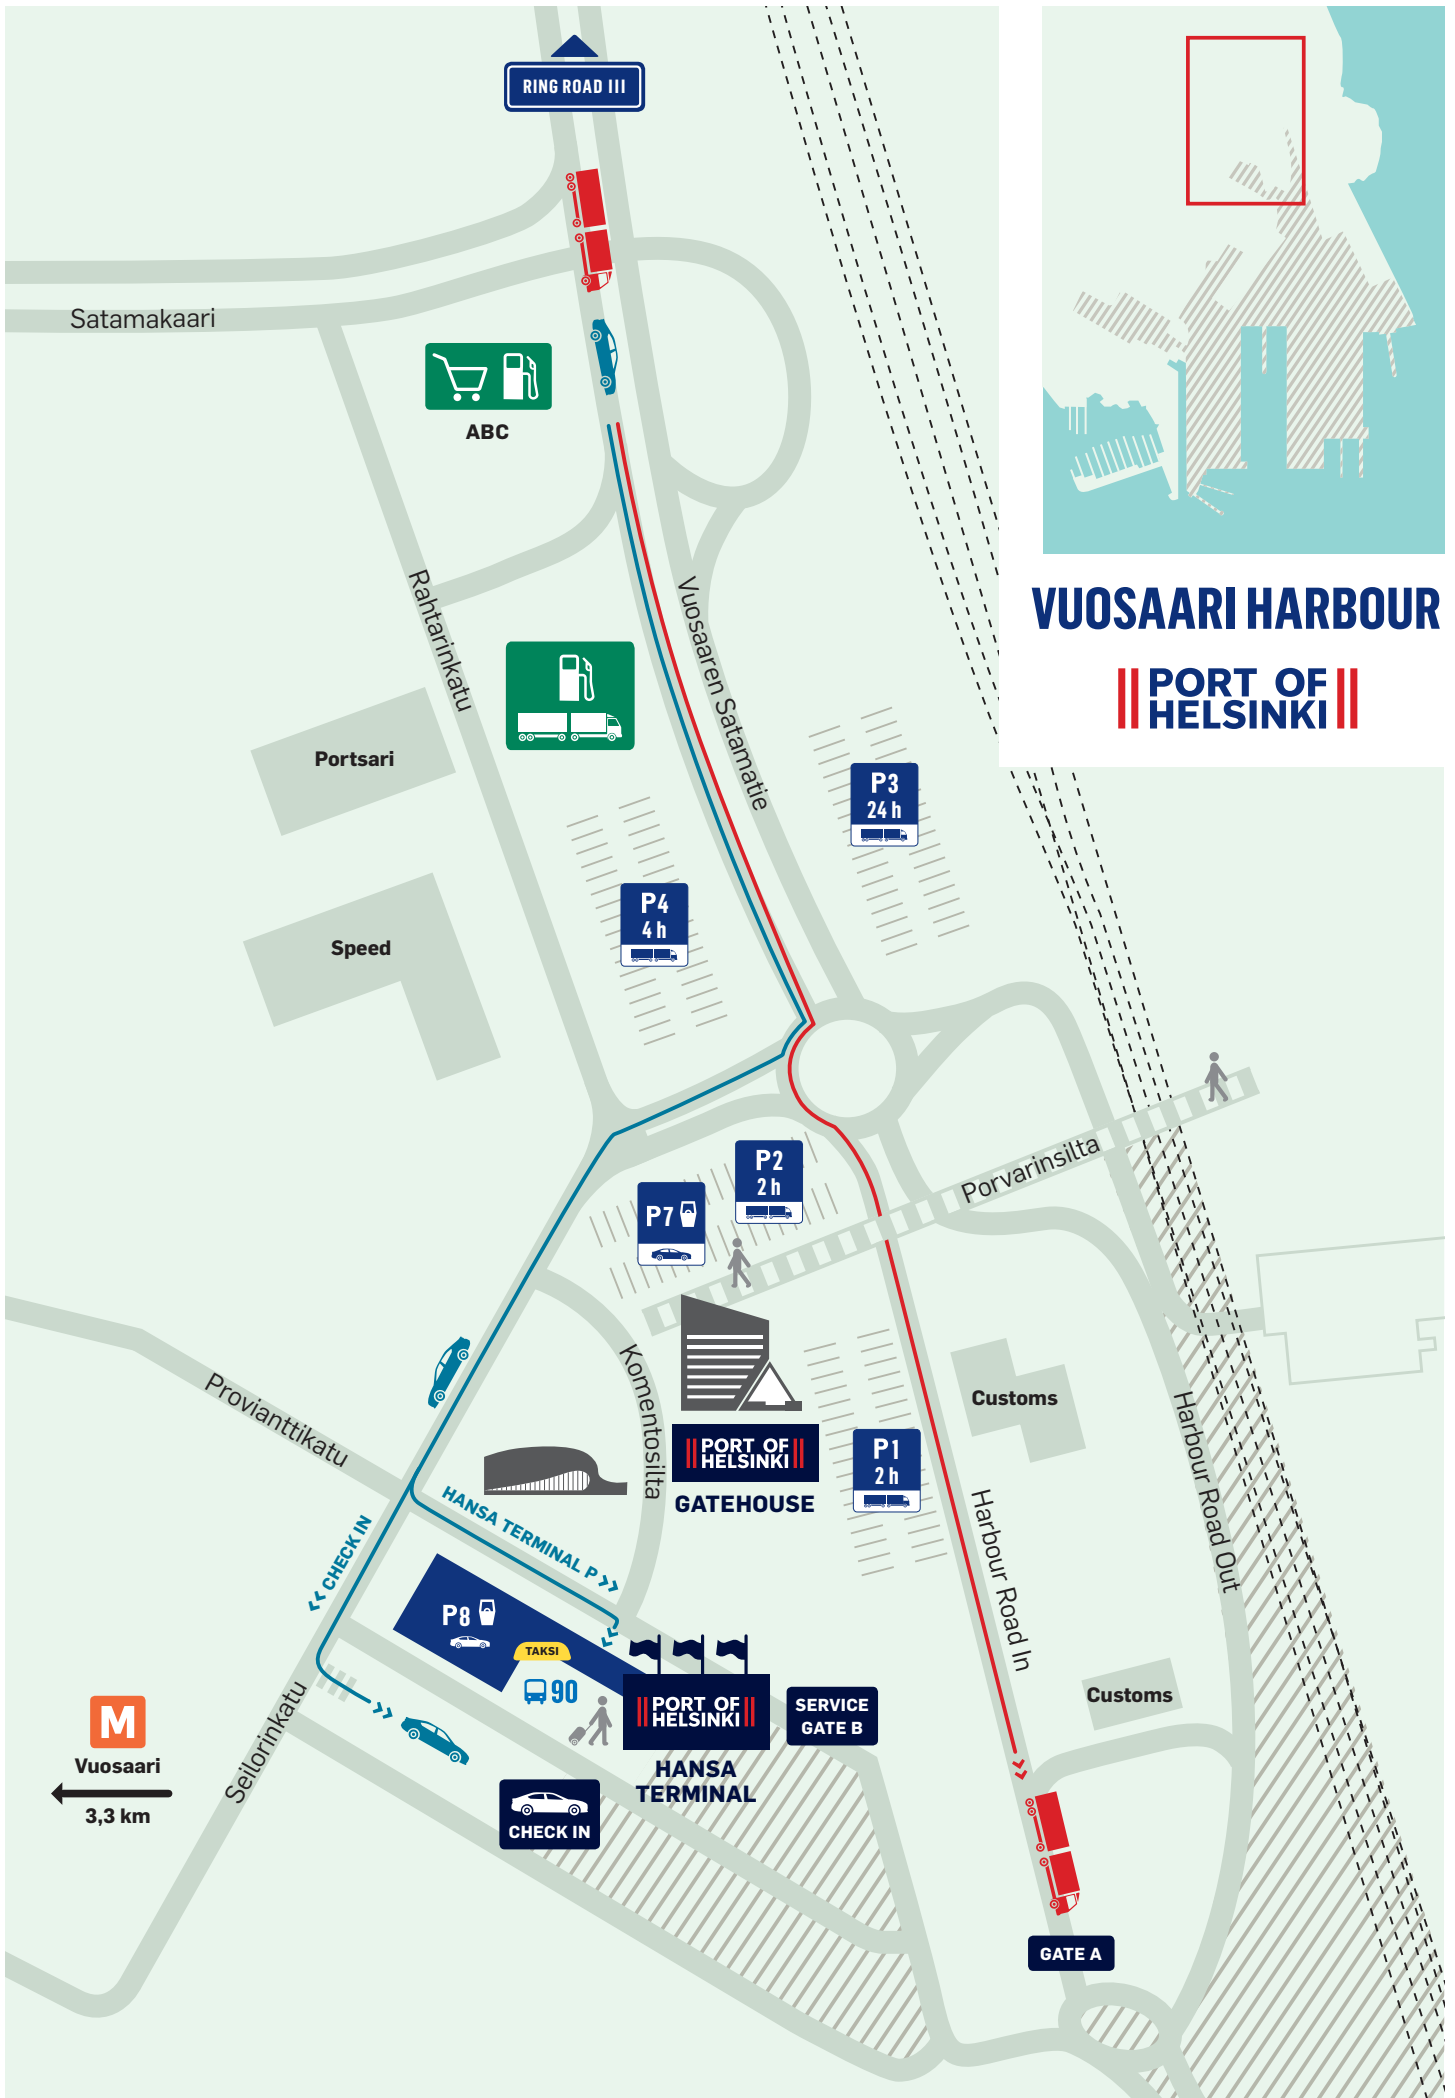 RING ROAD III
Satamakaari
ABC
VUOSAARI HARBOUR
PORT OF
HELSINKI
Rahtarinkatu
Vuosaaren Satamatie
Portsari
P3
24 h
P4
4 h
Speed
Porvarinsilta
P2
2 h
P7
Komentosilta
Provianttikatu
Customs
Harbour Road Out
PORT OF
HELSINKI
GATEHOUSE
P1
2 h
HANSA TERMINAL P
CHECK IN
Harbour Road In
P8
TAKSI
90
PORT OF
HELSINKI
HANSA
TERMINAL
SERVICE
GATE B
Customs
Seilorinkatu
M
Vuosaari
3,3 km
CHECK IN
GATE A